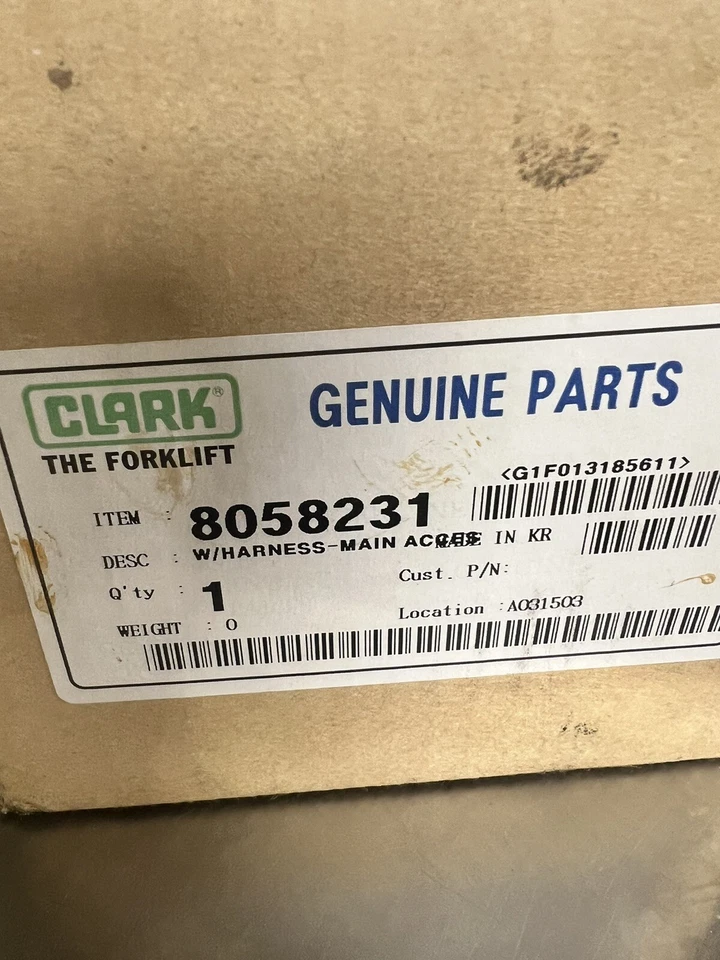 CLARK®
THE FORKLIFT
GENUINE PARTS
<G1F013185611>
ITEM : 8058231
DESC : W/HARNESS-MAIN ACCES
MADE IN KR
Q'ty : 1
Cust. P/N:
WEIGHT : 0
Location : A031503